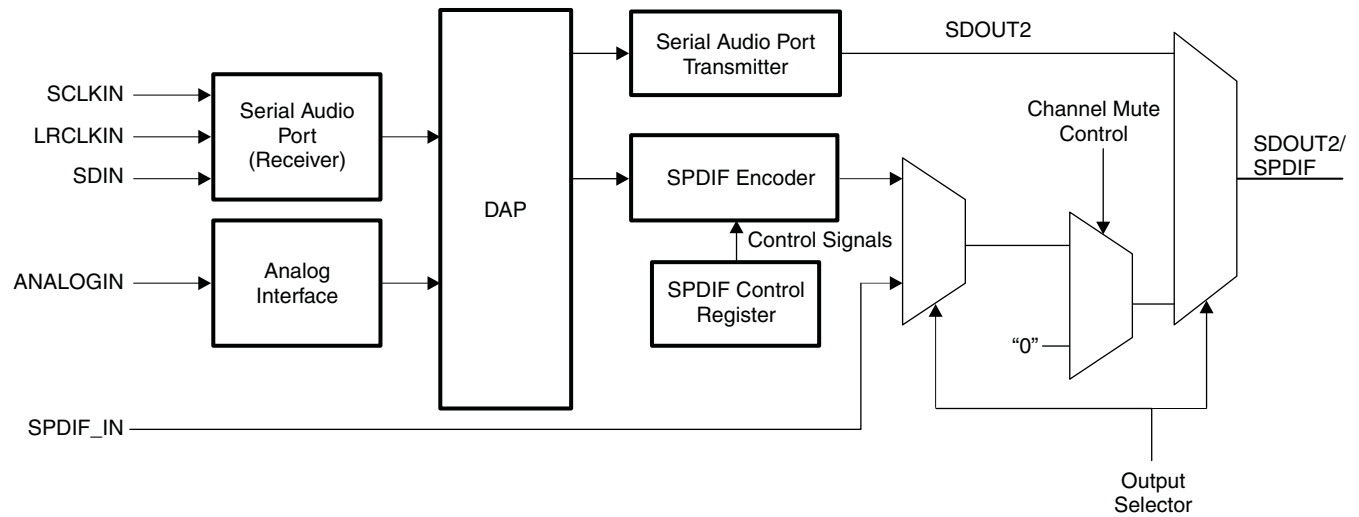 SCLKIN
LRCLKIN
SDIN
Serial Audio
Port
(Receiver)
ANALOGIN
Analog
Interface
SPDIF_IN
DAP
Serial Audio Port
Transmitter
SPDIF Encoder
Control Signals
SPDIF Control
Register
SDOUT2
Channel Mute
Control
“0”
SDOUT2/
SPDIF
Output
Selector